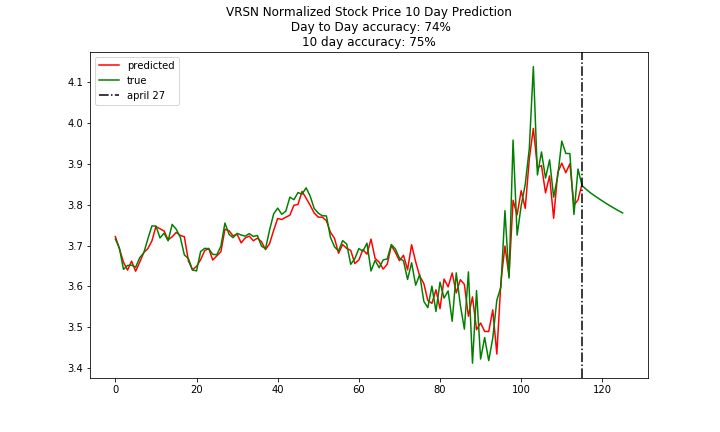 VRSN Normalized Stock Price 10 Day Prediction
Day to Day accuracy: 74%
10 day accuracy: 75%
predicted
true
april 27
4.1
4.0
3.9
3.8
3.7
3.6
3.5
3.4
0 20 40 60 80 100 120